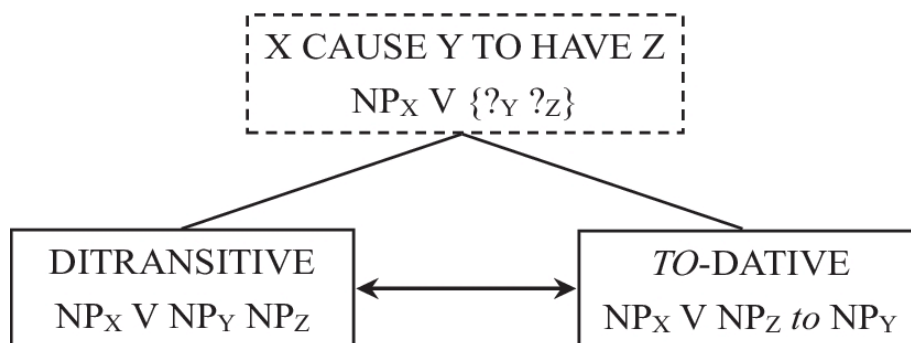 X CAUSE Y TO HAVE Z
NPX V {?Y ?Z}
DITRANSITIVE
NPX V NPY NPZ
TO-DATIVE
NPX V NPZ to NPY